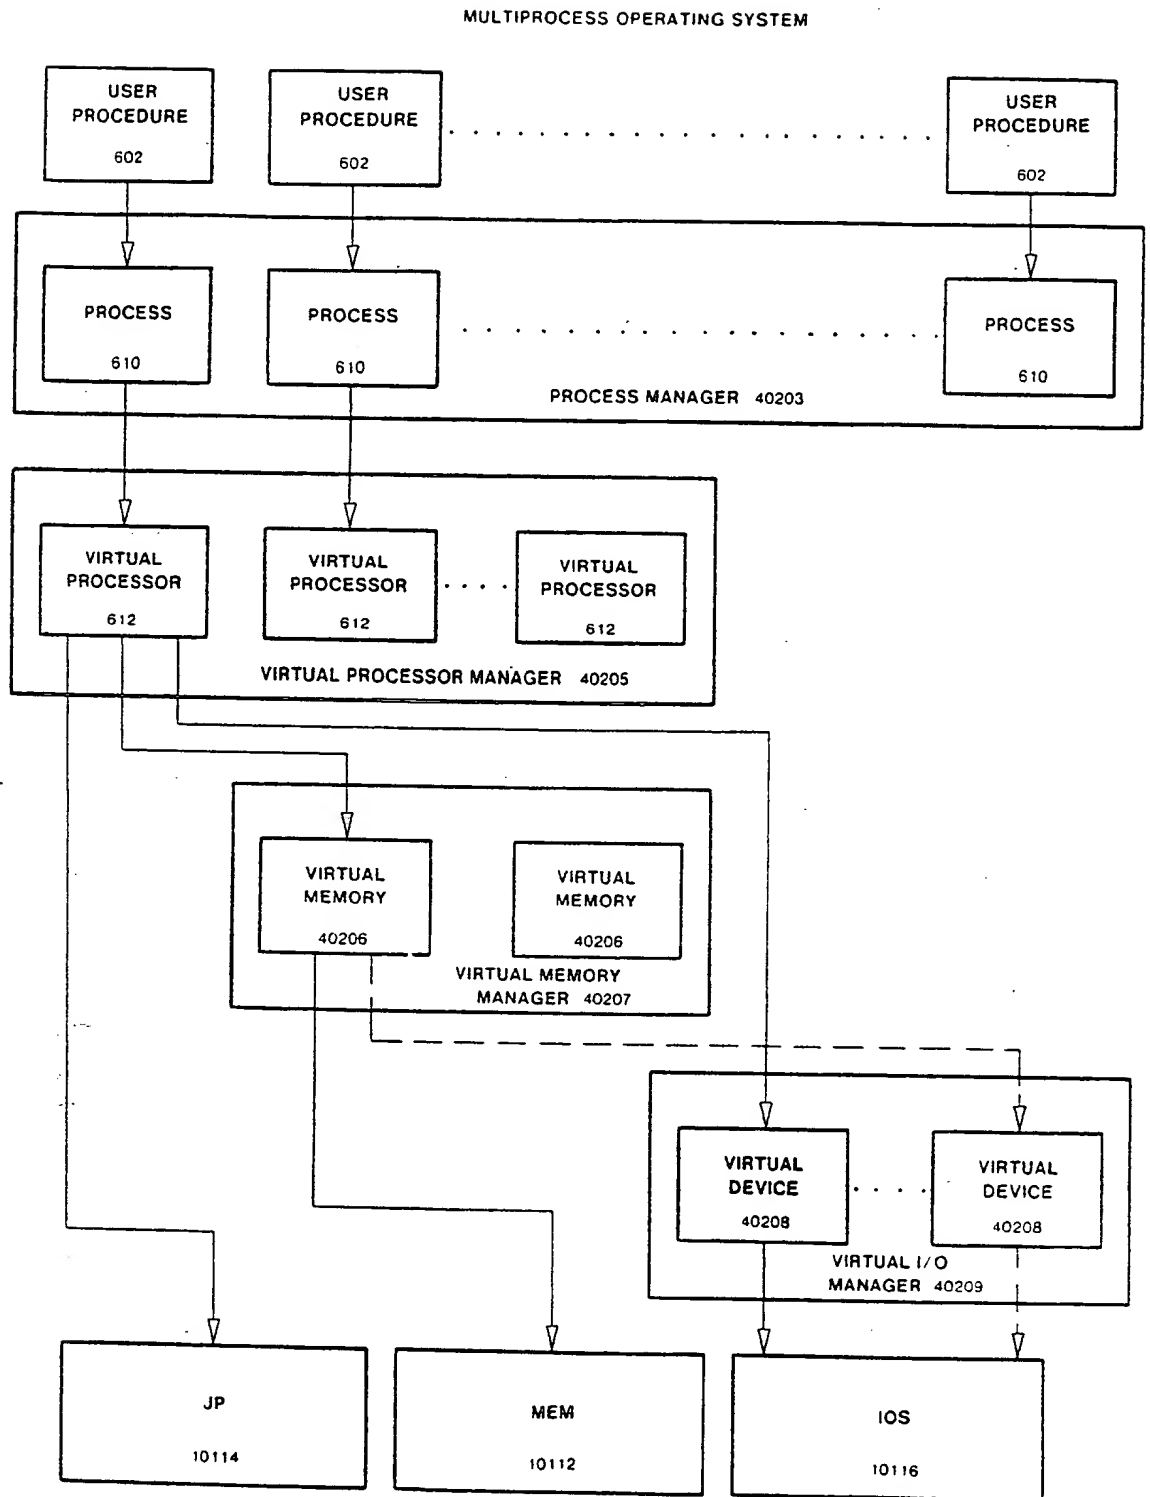 MULTIPROCESS OPERATING SYSTEM
USER
PROCEDURE
602
USER
PROCEDURE
602
USER
PROCEDURE
602
PROCESS
610
PROCESS
610
PROCESS
610
PROCESS MANAGER 40203
VIRTUAL
PROCESSOR
612
VIRTUAL
PROCESSOR
612
VIRTUAL
PROCESSOR
612
VIRTUAL PROCESSOR MANAGER 40205
VIRTUAL
MEMORY
40206
VIRTUAL
MEMORY
40206
VIRTUAL MEMORY
MANAGER 40207
VIRTUAL
DEVICE
40208
VIRTUAL
DEVICE
40208
VIRTUAL I/O
MANAGER 40209
JP
10114
MEM
10112
IOS
10116